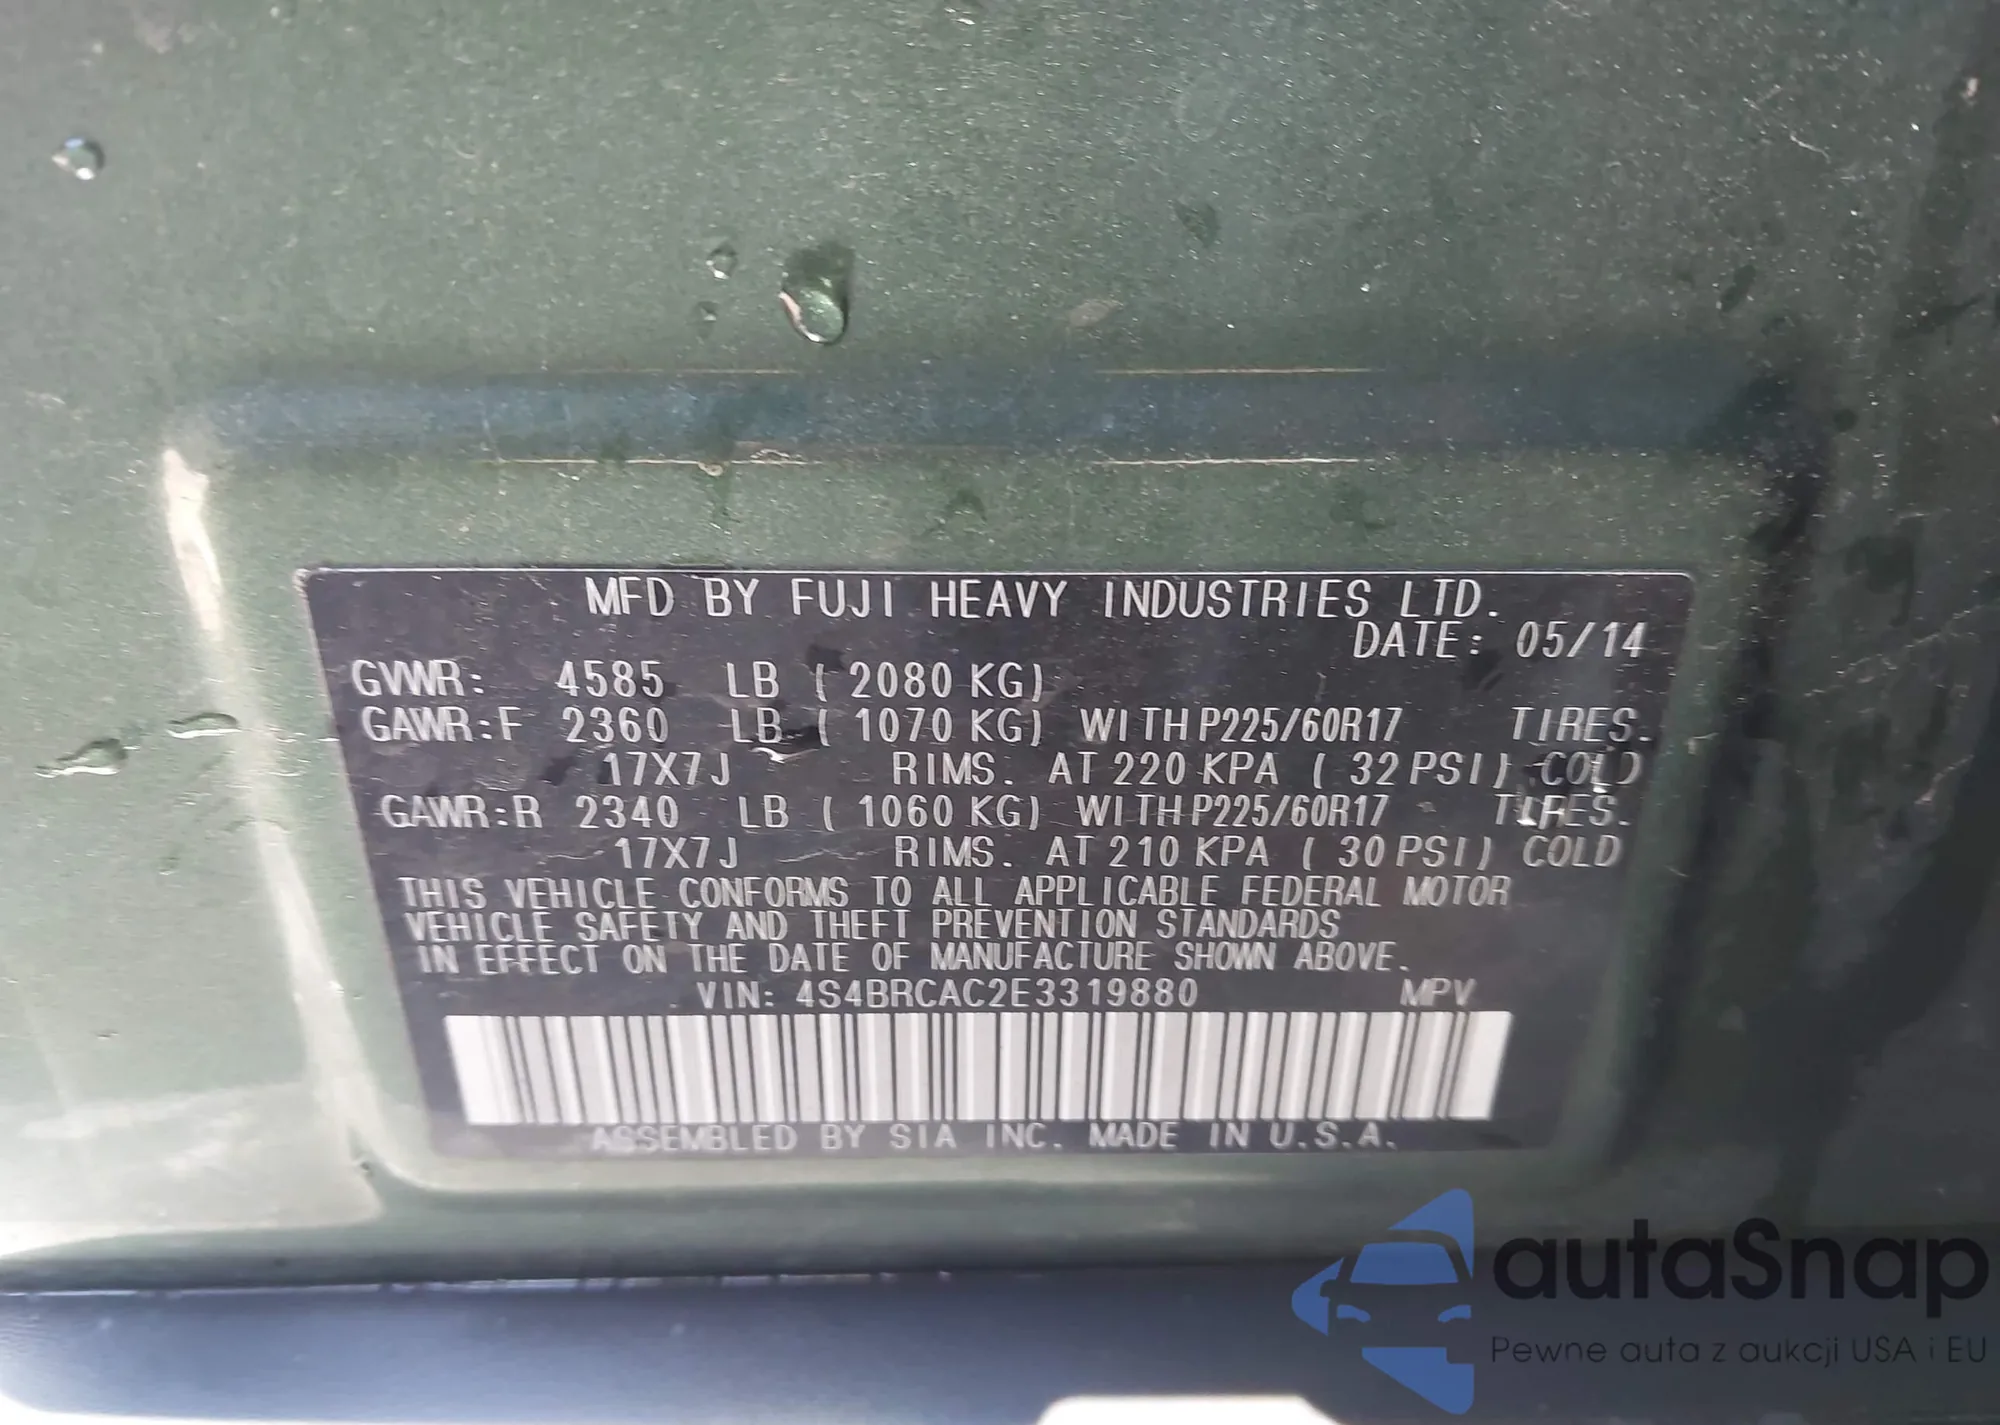 MFD BY FUJI HEAVY INDUSTRIES LTD.
DATE: 05/14
GVWR: 4585 LB ( 2080 KG)
GAWR:F 2360 LB ( 1070 KG) WITH P225/60R17 TIRES.
17X7J RIMS. AT 220 KPA ( 32 PSI) COLD
GAWR:R 2340 LB ( 1060 KG) WITH P225/60R17 TIRES.
17X7J RIMS. AT 210 KPA ( 30 PSI) COLD
THIS VEHICLE CONFORMS TO ALL APPLICABLE FEDERAL MOTOR
VEHICLE SAFETY AND THEFT PREVENTION STANDARDS
IN EFFECT ON THE DATE OF MANUFACTURE SHOWN ABOVE.
VIN: 4S4BRCAC2E3319880 MPV
ASSEMBLED BY SIA INC. MADE IN U.S.A.
autaSnap
Pewne auta z aukcji USA i EU